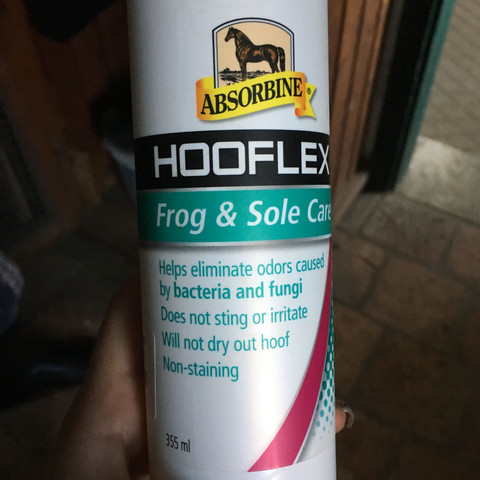 ABSORBINE
HOOFLEX
Frog & Sole Care
Helps eliminate odors caused
by bacteria and fungi
Does not sting or irritate
Will not dry out hoof
Non-staining
355 ml